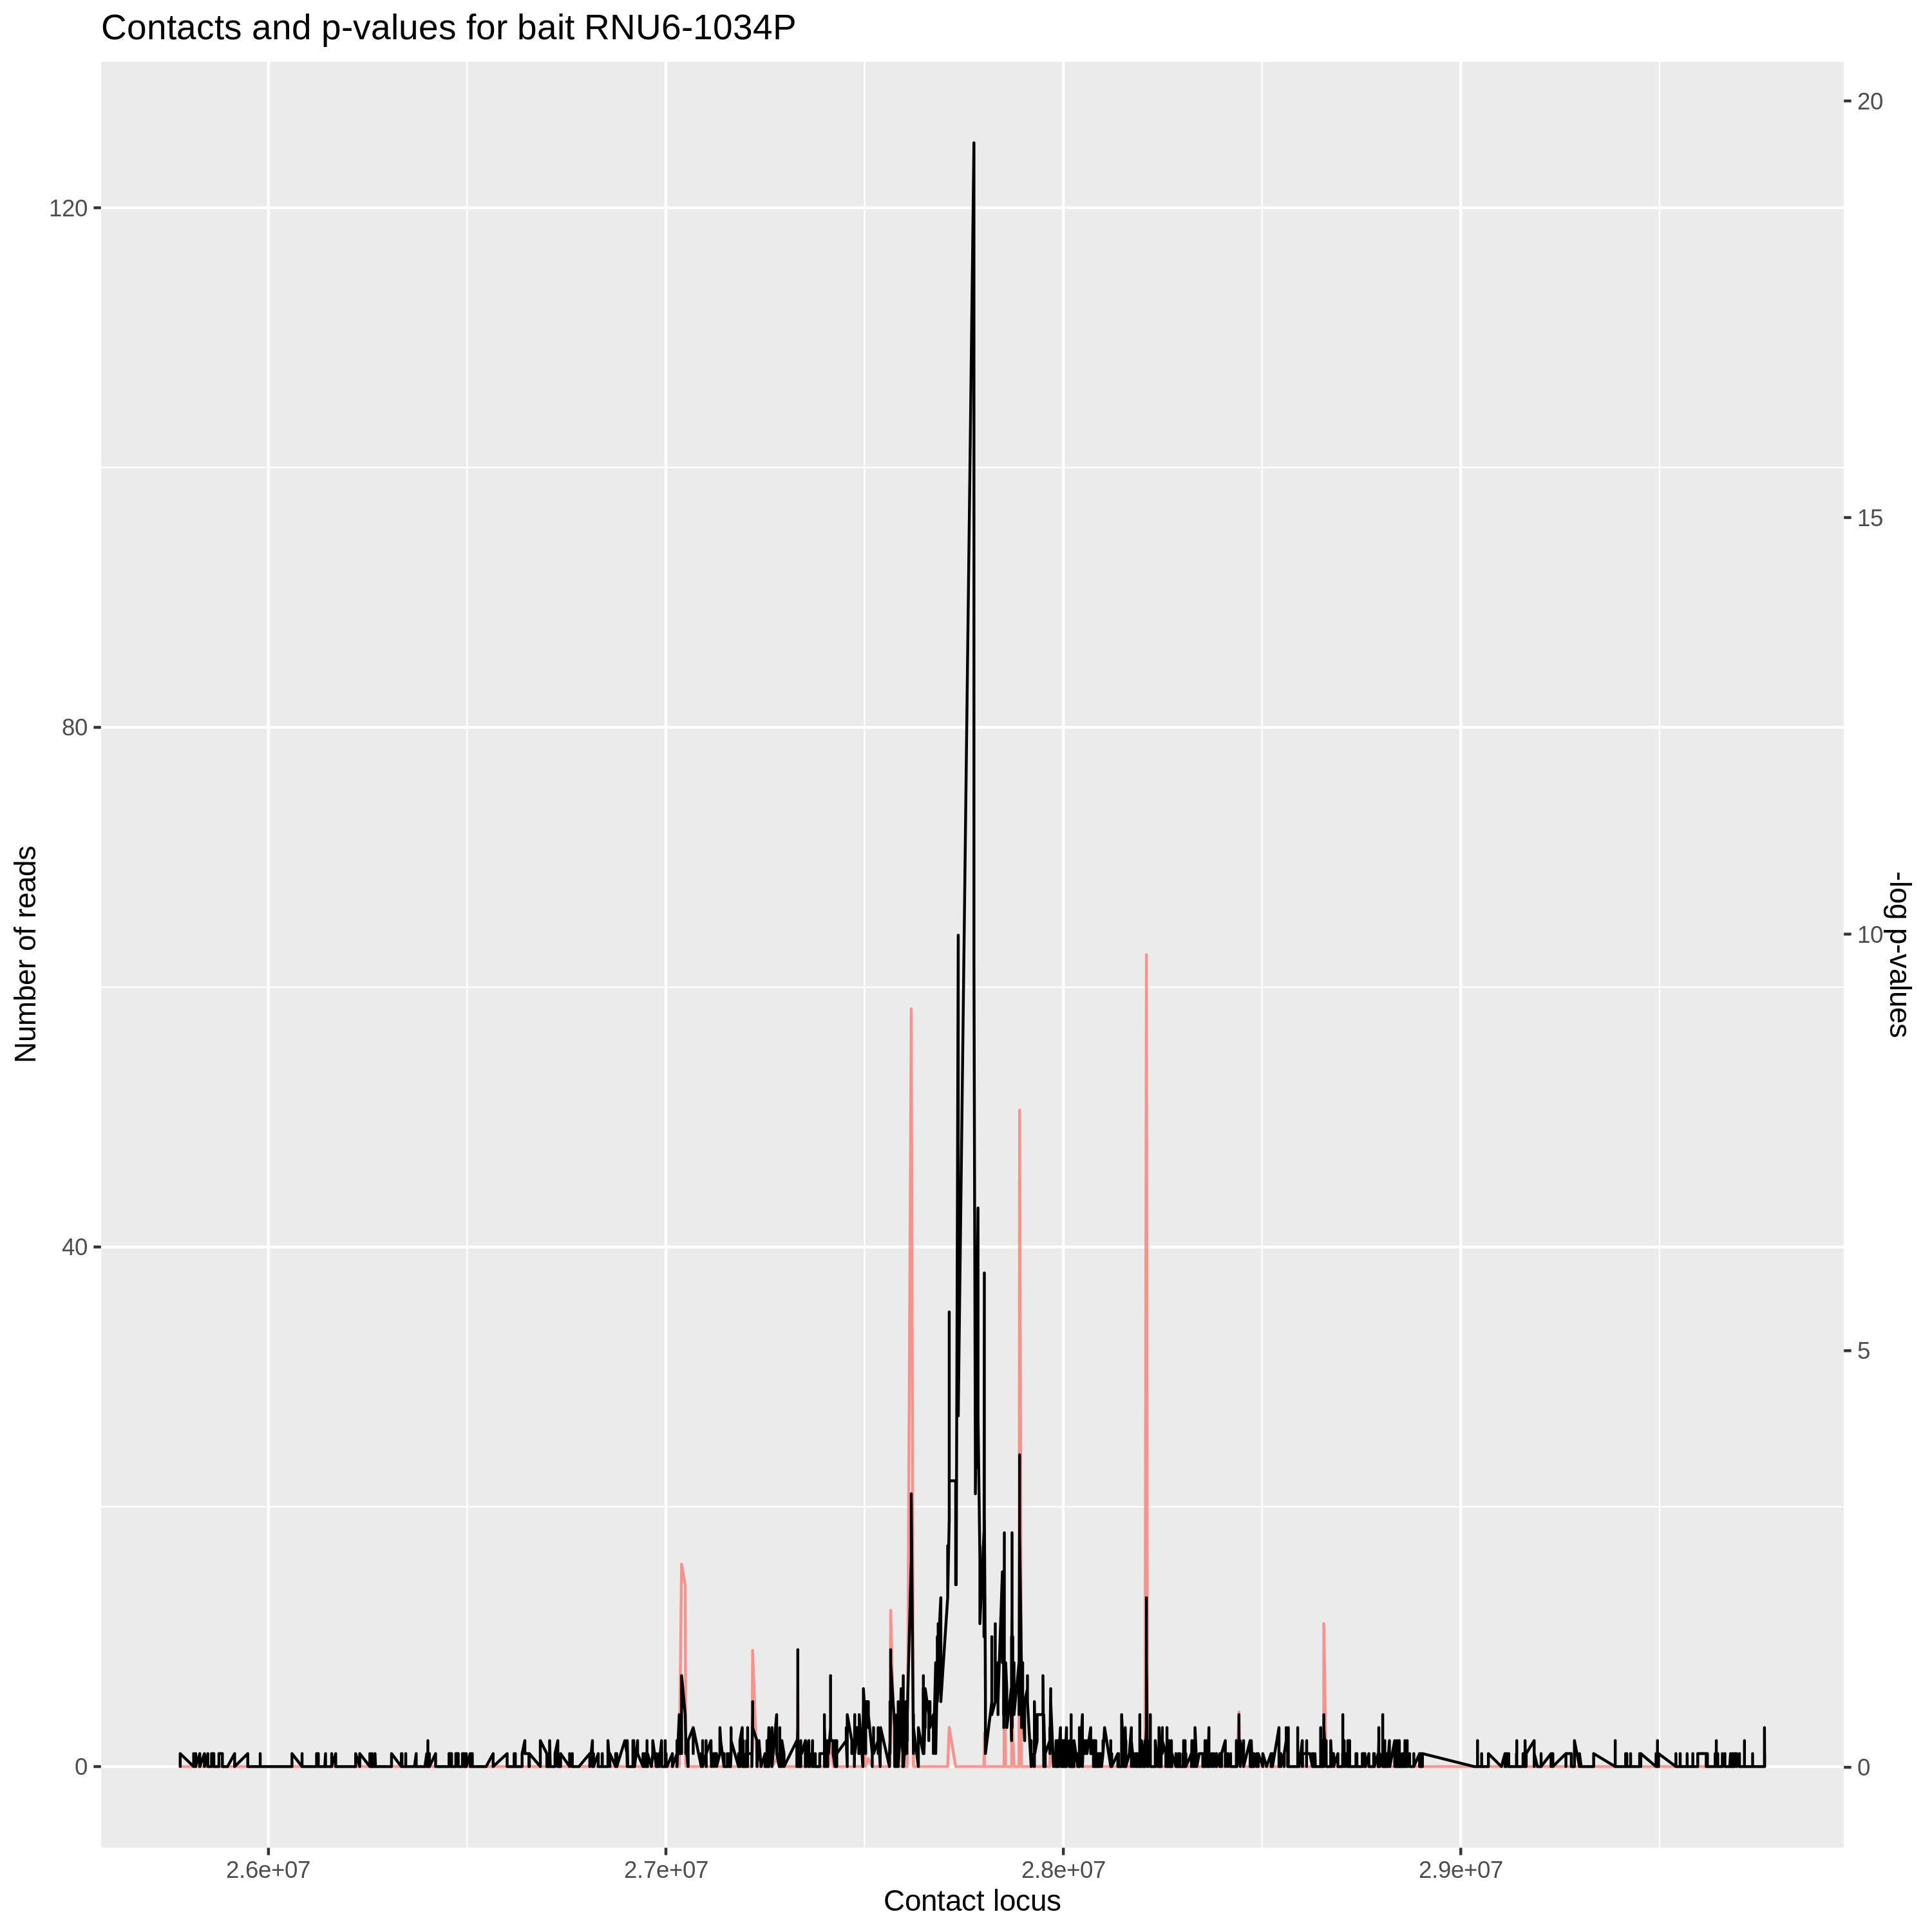 Contacts and p-values for bait RNU6-1034P
20
120
15
80
10
Number of reads
-log p-values
40
5
0
0
2.6e+07
2.7e+07
2.8e+07
2.9e+07
Contact locus